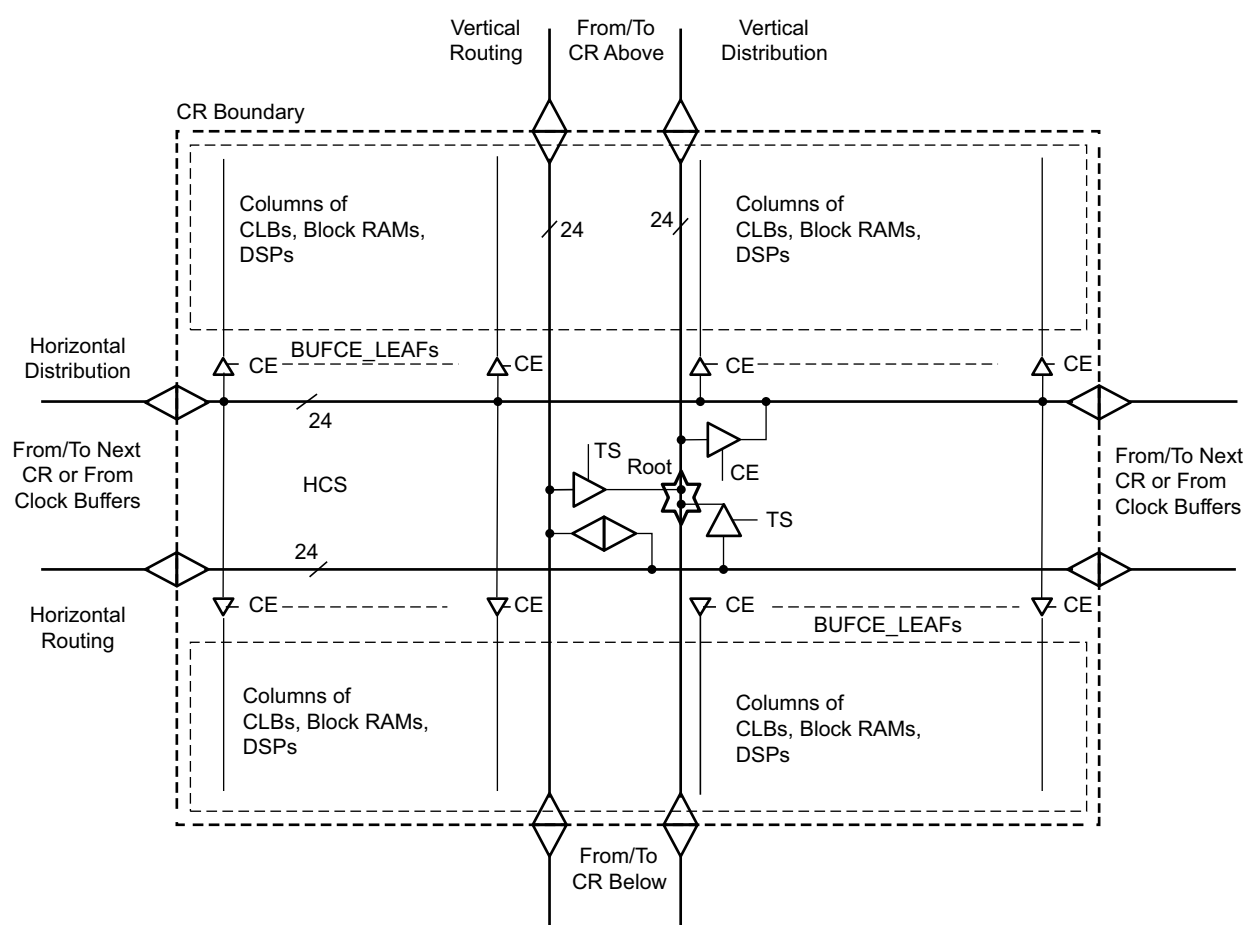 Vertical
Routing
From/To
CR Above
Vertical
Distribution
CR Boundary
Columns of
CLBs, Block RAMs,
DSPs
24
24
Columns of
CLBs, Block RAMs,
DSPs
Horizontal
Distribution
CE
BUFCE_LEAFs
CE
CE
CE
24
From/To Next
CR or From
Clock Buffers
HCS
TS
Root
CE
TS
From/To Next
CR or From
Clock Buffers
24
Horizontal
Routing
CE
CE
CE
CE
BUFCE_LEAFs
Columns of
CLBs, Block RAMs,
DSPs
Columns of
CLBs, Block RAMs,
DSPs
From/To
CR Below